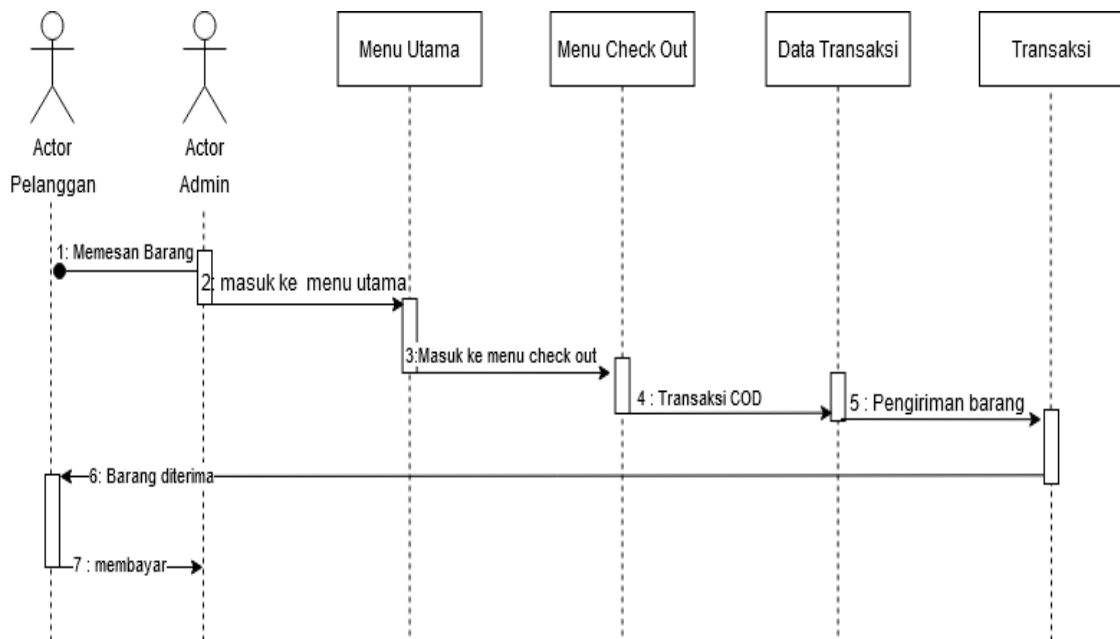 Actor
Pelanggan
Actor
Admin
Menu Utama
Menu Check Out
Data Transaksi
Transaksi
1: Memesan Barang
2: masuk ke menu utama
3:Masuk ke menu check out
4 : Transaksi COD
5 : Pengiriman barang
6: Barang diterima
7 : membayar